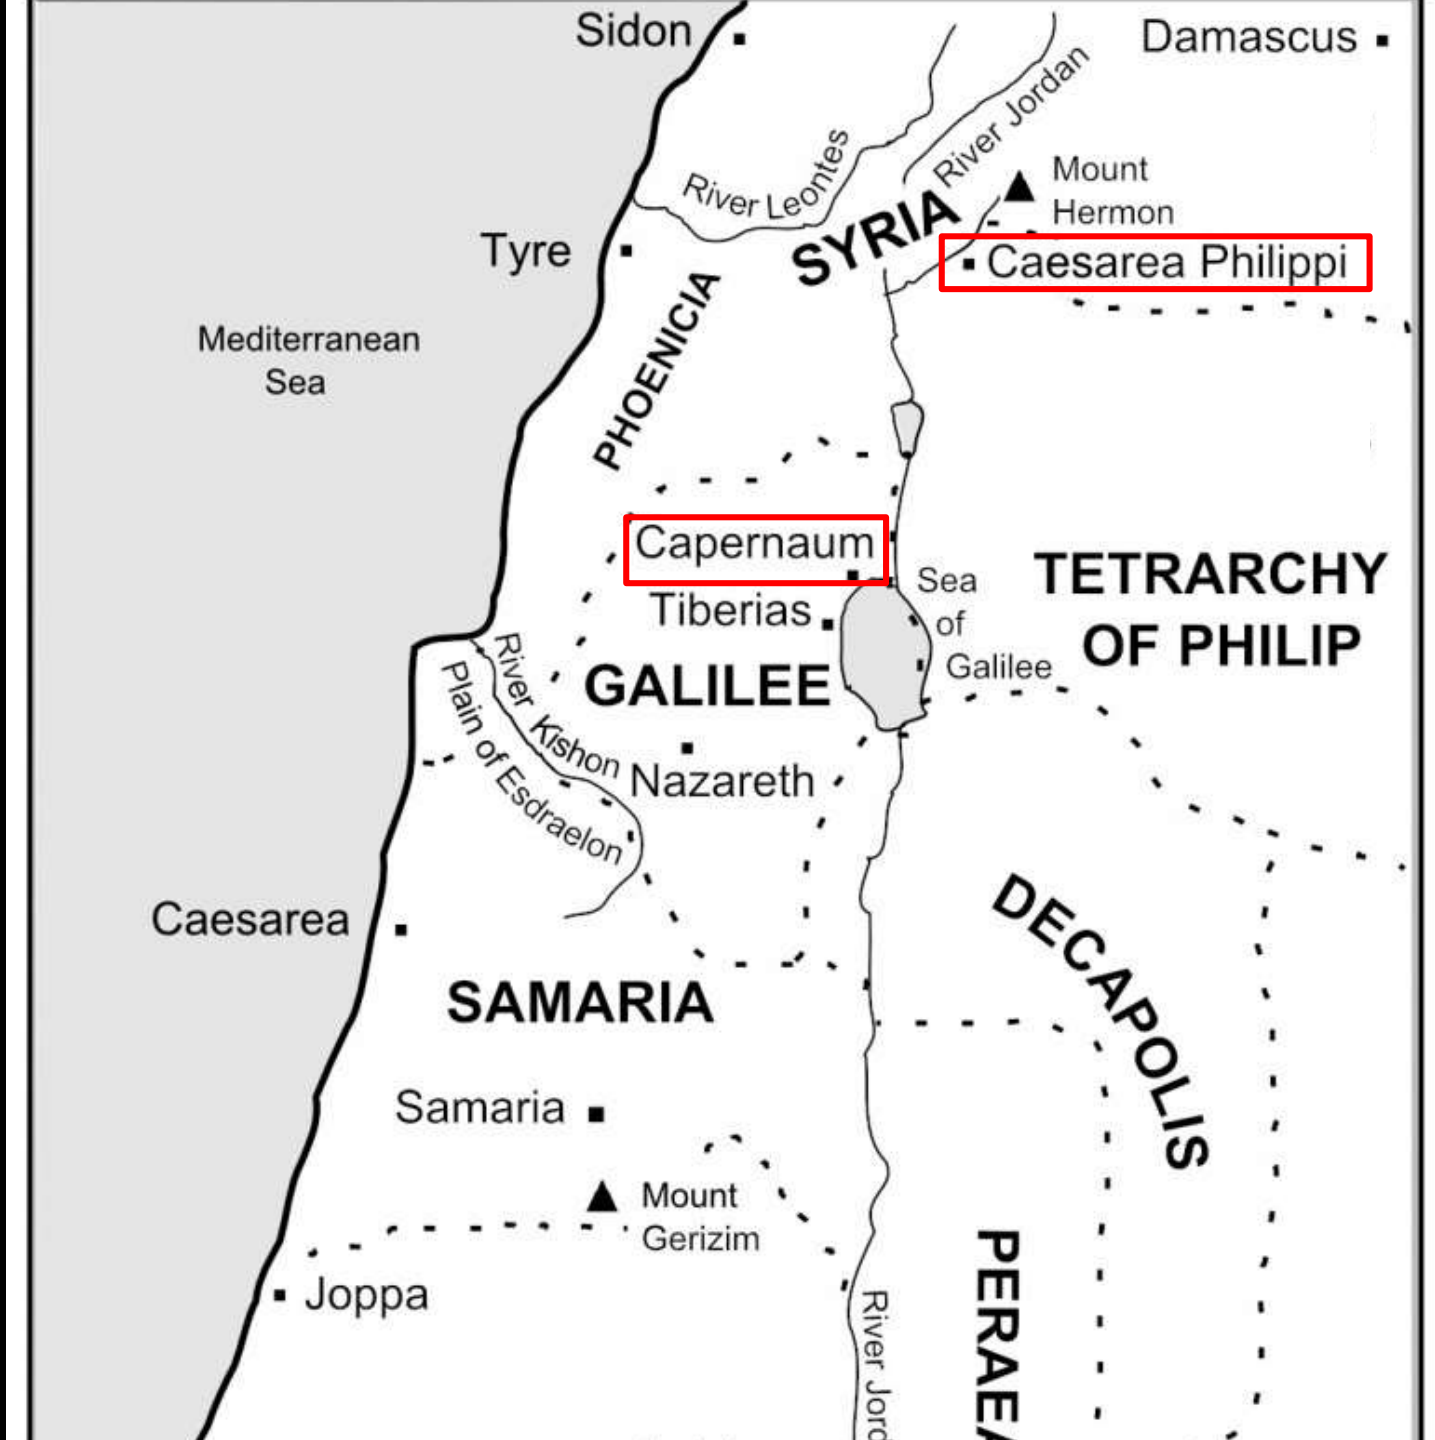 Sidon
Damascus
River Jordan
River Leontes
Mount
Hermon
SYRIA
Tyre
Caesarea Philippi
PHOENICIA
Mediterranean
Sea
Capernaum
Sea
of
Galilee
TETRARCHY
OF PHILIP
Tiberias
GALILEE
River Kishon
Plain of Esdraelon
Nazareth
DECAPOLIS
Caesarea
SAMARIA
Samaria
Mount
Gerizim
PERAEA
Joppa
River Jord